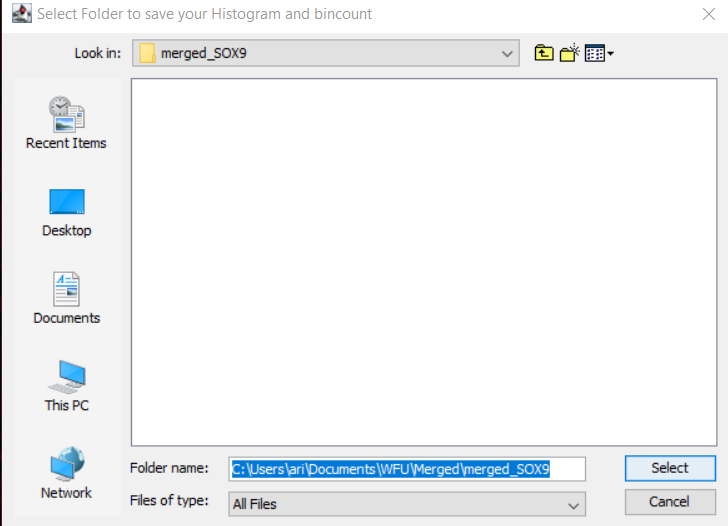 Select Folder to save your Histogram and bincount
Look in:
merged_SOX9
Recent Items
Desktop
Documents
This PC
Network
Folder name:
C:\Users\ari\Documents\WFU\Merged\merged_SOX9
Select
Files of type:
All Files
Cancel